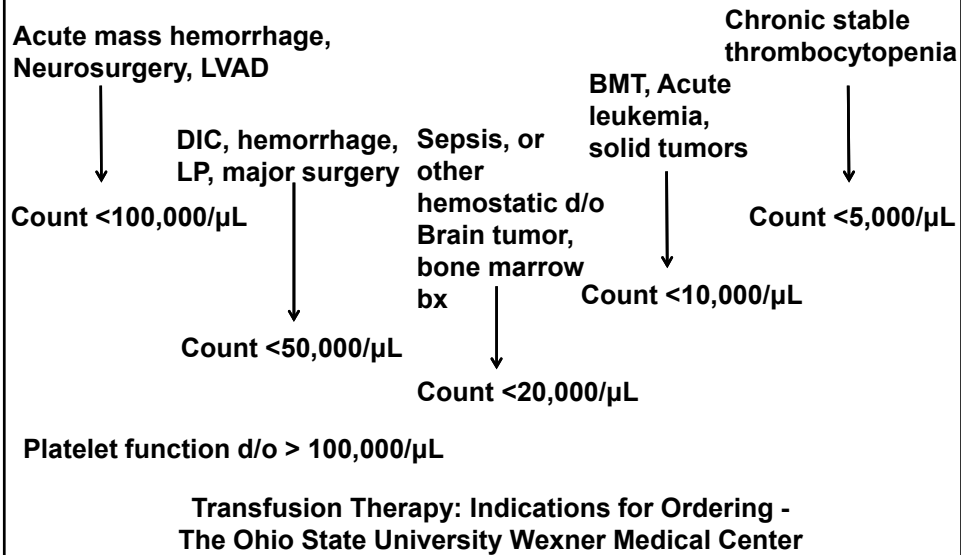 Acute mass hemorrhage,
Neurosurgery, LVAD
Count <100,000/µL
DIC, hemorrhage,
LP, major surgery
Count <50,000/µL
Sepsis, or
other
hemostatic d/o
Brain tumor,
bone marrow
bx
Count <20,000/µL
BMT, Acute
leukemia,
solid tumors
Count <10,000/µL
Chronic stable
thrombocytopenia
Count <5,000/µL
Platelet function d/o > 100,000/µL
Transfusion Therapy: Indications for Ordering -
The Ohio State University Wexner Medical Center